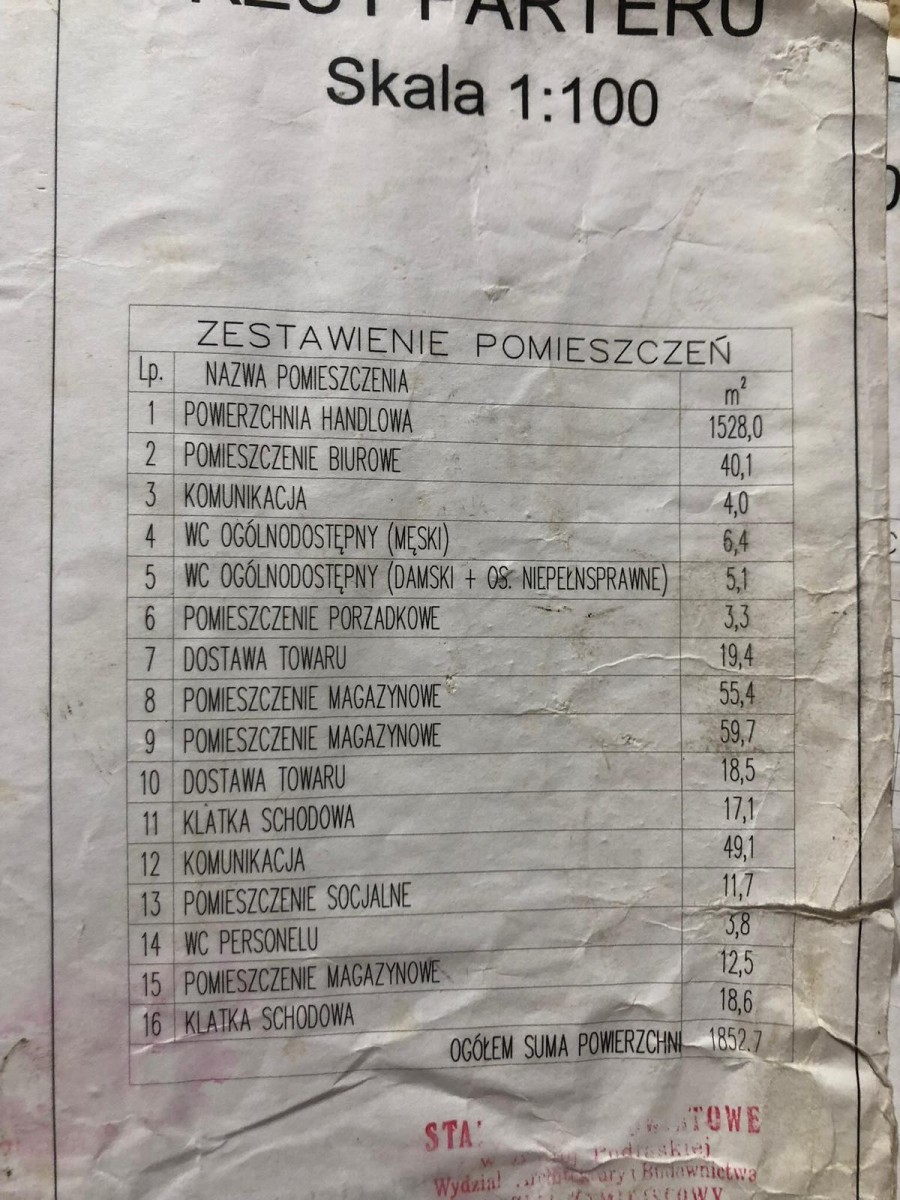 PARTERU
Skala 1:100
ZESTAWIENIE POMIESZCZEŃ
Lp. NAZWA POMIESZCZENIA m²
1 POWIERZCHNIA HANDLOWA 1528,0
2 POMIESZCZENIE BIUROWE 40,1
3 KOMUNIKACJA 4,0
4 WC OGÓLNODOSTĘPNY (MĘSKI) 6,4
5 WC OGÓLNODOSTĘPNY (DAMSKI + OS. NIEPEŁNSPRAWNE) 5,1
6 POMIESZCZENIE PORZADKOWE 3,3
7 DOSTAWA TOWARU 19,4
8 POMIESZCZENIE MAGAZYNOWE 55,4
9 POMIESZCZENIE MAGAZYNOWE 59,7
10 DOSTAWA TOWARU 18,5
11 KLATKA SCHODOWA 17,1
12 KOMUNIKACJA 49,1
13 POMIESZCZENIE SOCJALNE 11,7
14 WC PERSONELU 3,8
15 POMIESZCZENIE MAGAZYNOWE 12,5
16 KLATKA SCHODOWA 18,6
OGÓŁEM SUMA POWIERZCHNI 1852.7
w Podlaskiej
Wydział i Budownictwa